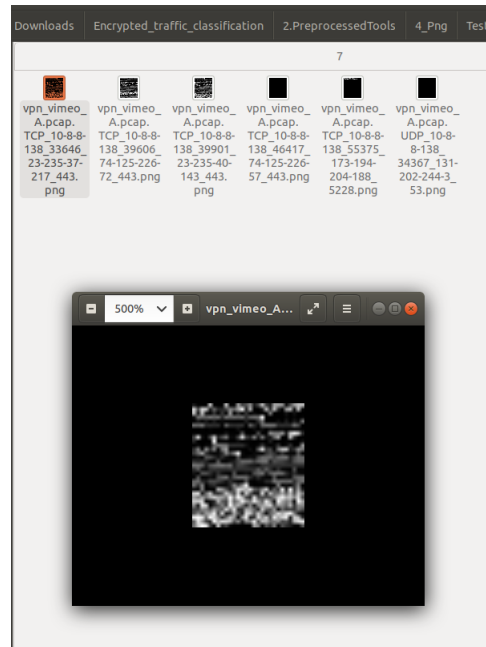 Downloads Encrypted_traffic_classification 2.PreprocessedTools 4_Png Test
7
vpn_vimeo_
A.pcap.
TCP_10-8-8-
138_33646_
23-235-37-
217_443.
png
vpn_vimeo_
A.pcap.
TCP_10-8-8-
138_39606_
74-125-226-
72_443.png
vpn_vimeo_
A.pcap.
TCP_10-8-8-
138_39901_
23-235-40-
143_443.
png
vpn_vimeo_
A.pcap.
TCP_10-8-8-
138_46417_
74-125-226-
57_443.png
vpn_vimeo_
A.pcap.
TCP_10-8-8-
138_55375_
173-194-
204-188_
5228.png
vpn_vimeo_
A.pcap.
UDP_10-8-
8-138_
34367_131-
202-244-3_
53.png
500% vpn_vimeo_A...